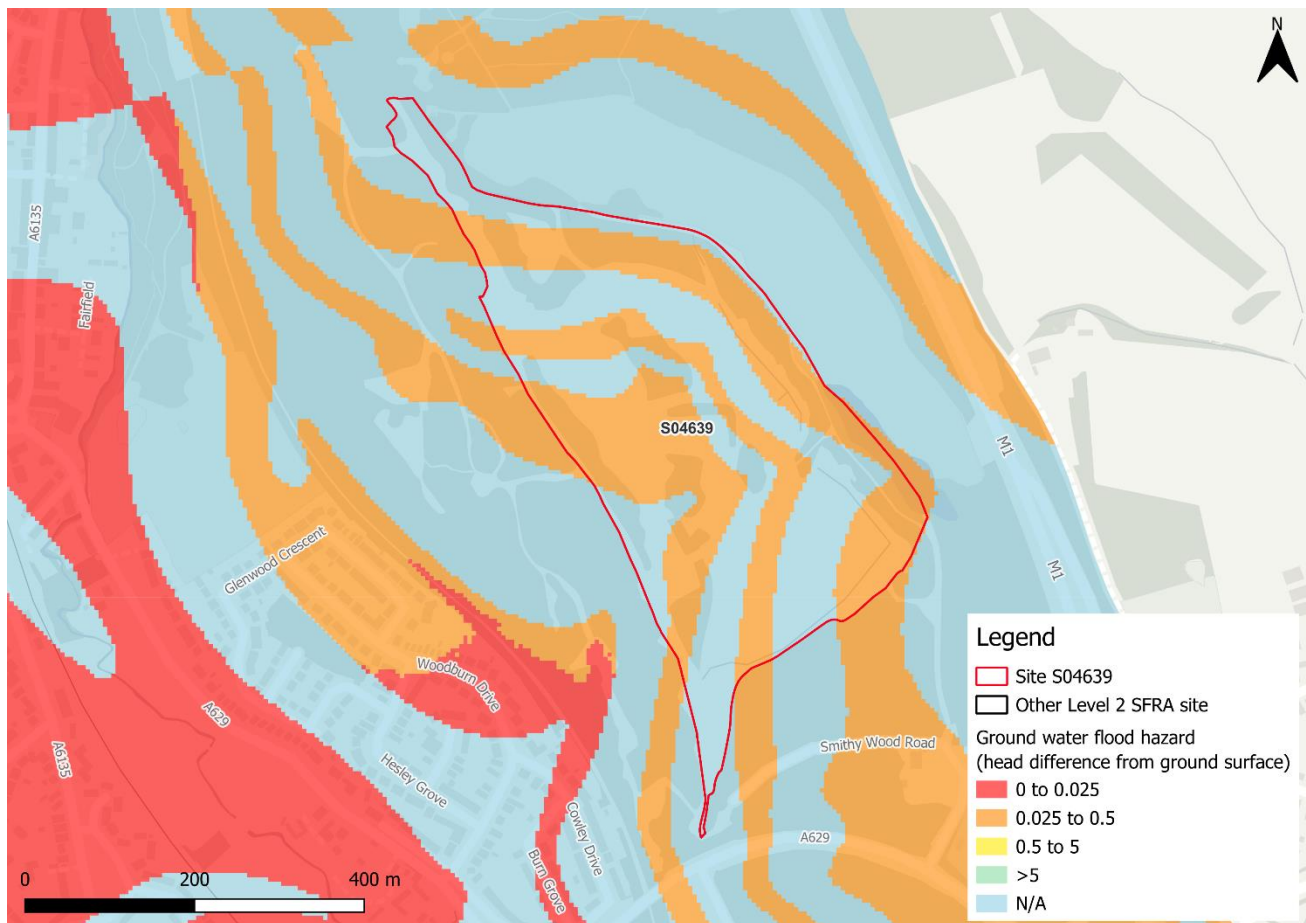 N
A6135
Fairfield
S04639
M1
Glenwood Crescent
M1
Woodburn Drive
A629
A6135
Hesley Grove
Cowley Drive
Burn Grove
Smithy Wood Road
A629
0 200 400 m
Legend
Site S04639
Other Level 2 SFRA site
Ground water flood hazard
(head difference from ground surface)
0 to 0.025
0.025 to 0.5
0.5 to 5
>5
N/A